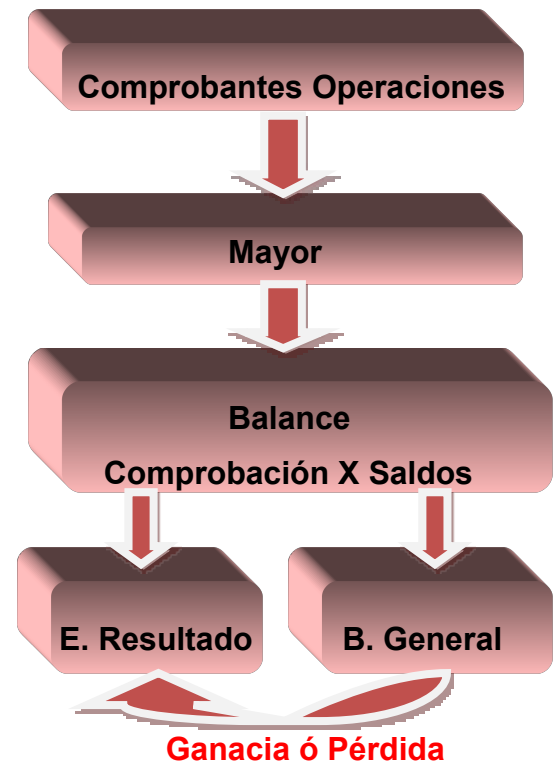 Comprobantes Operaciones
Mayor
Balance
Comprobación X Saldos
E. Resultado
B. General
Ganacia ó Pérdida